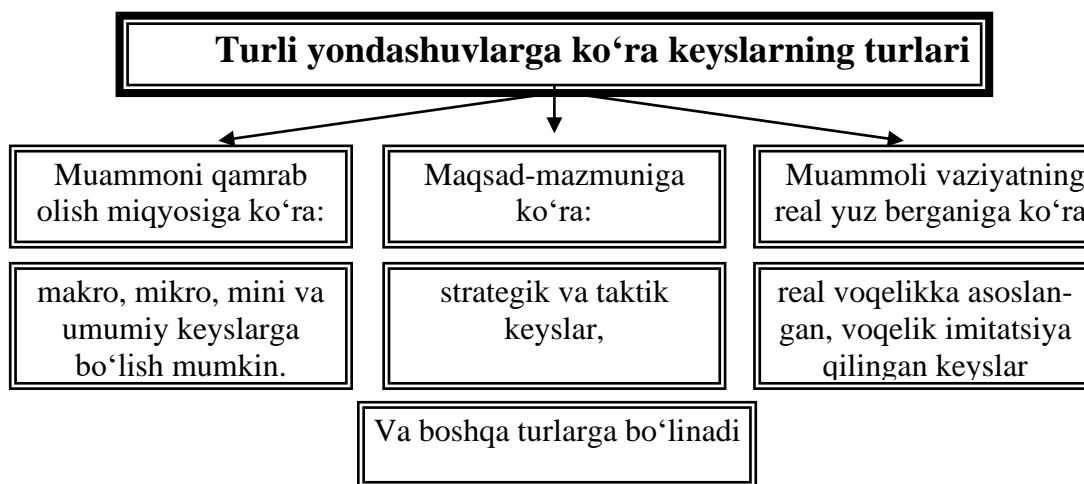 Turli yondashuvlarga ko‘ra keyslarning turlari
Muammoni qamrab
olish miqyosiga ko‘ra:
Maqsad-mazmuniga
ko‘ra:
Muammoli vaziyatning
real yuz berganiga ko‘ra
makro, mikro, mini va
umumiy keyslarga
bo‘lish mumkin.
strategik va taktik
keyslar,
real voqelikka asoslan-
gan, voqelik imitatsiya
qilingan keyslar
Va boshqa turlarga bo‘linadi